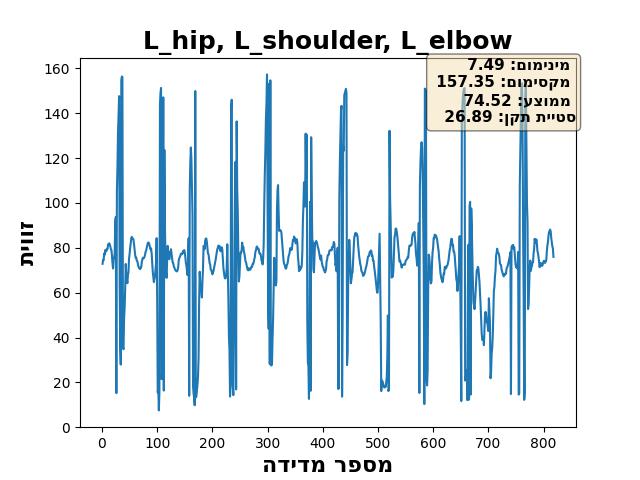 L_hip, L_shoulder, L_elbow
מינימום: 7.49
מקסימום: 157.35
ממוצע: 74.52
סטיית תקן: 26.89
160
140
120
100
80
60
40
20
0
זווית
0 100 200 300 400 500 600 700 800
מספר מדידה